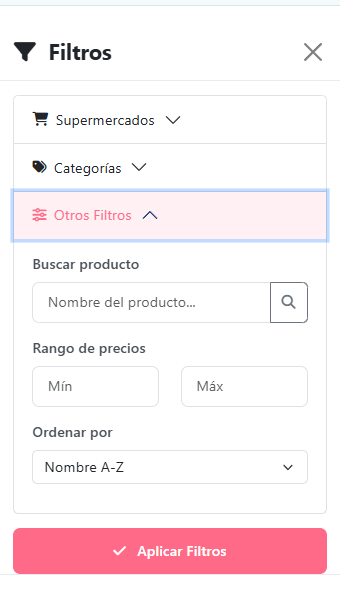 Filtros
Supermercados
Categorías
Otros Filtros
Buscar producto
Nombre del producto...
Rango de precios
Mín
Máx
Ordenar por
Nombre A-Z
Aplicar Filtros